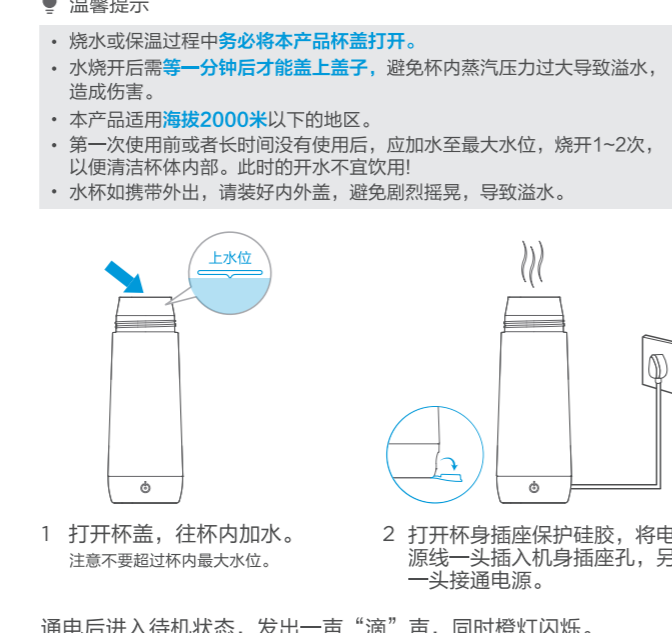 温馨提示
• 烧水或保温过程中务必将本产品杯盖打开。
• 水烧开后需等一分钟后才能盖上盖子，避免杯内蒸汽压力过大导致溢水，
造成伤害。
• 本产品适用海拔2000米以下的地区。
• 第一次使用前或者长时间没有使用后，应加水至最大水位，烧开1~2次，
以便清洁杯体内部。此时的开水不宜饮用!
• 水杯如携带外出，请装好内外盖，避免剧烈摇晃，导致溢水。
上水位
1 打开杯盖，往杯内加水。
注意不要超过杯内最大水位。
2 打开杯身插座保护硅胶，将电
源线一头插入机身插座孔，另
一头接通电源。
通电后进入待机状态，发出一声“滴”声，同时橙灯闪烁。